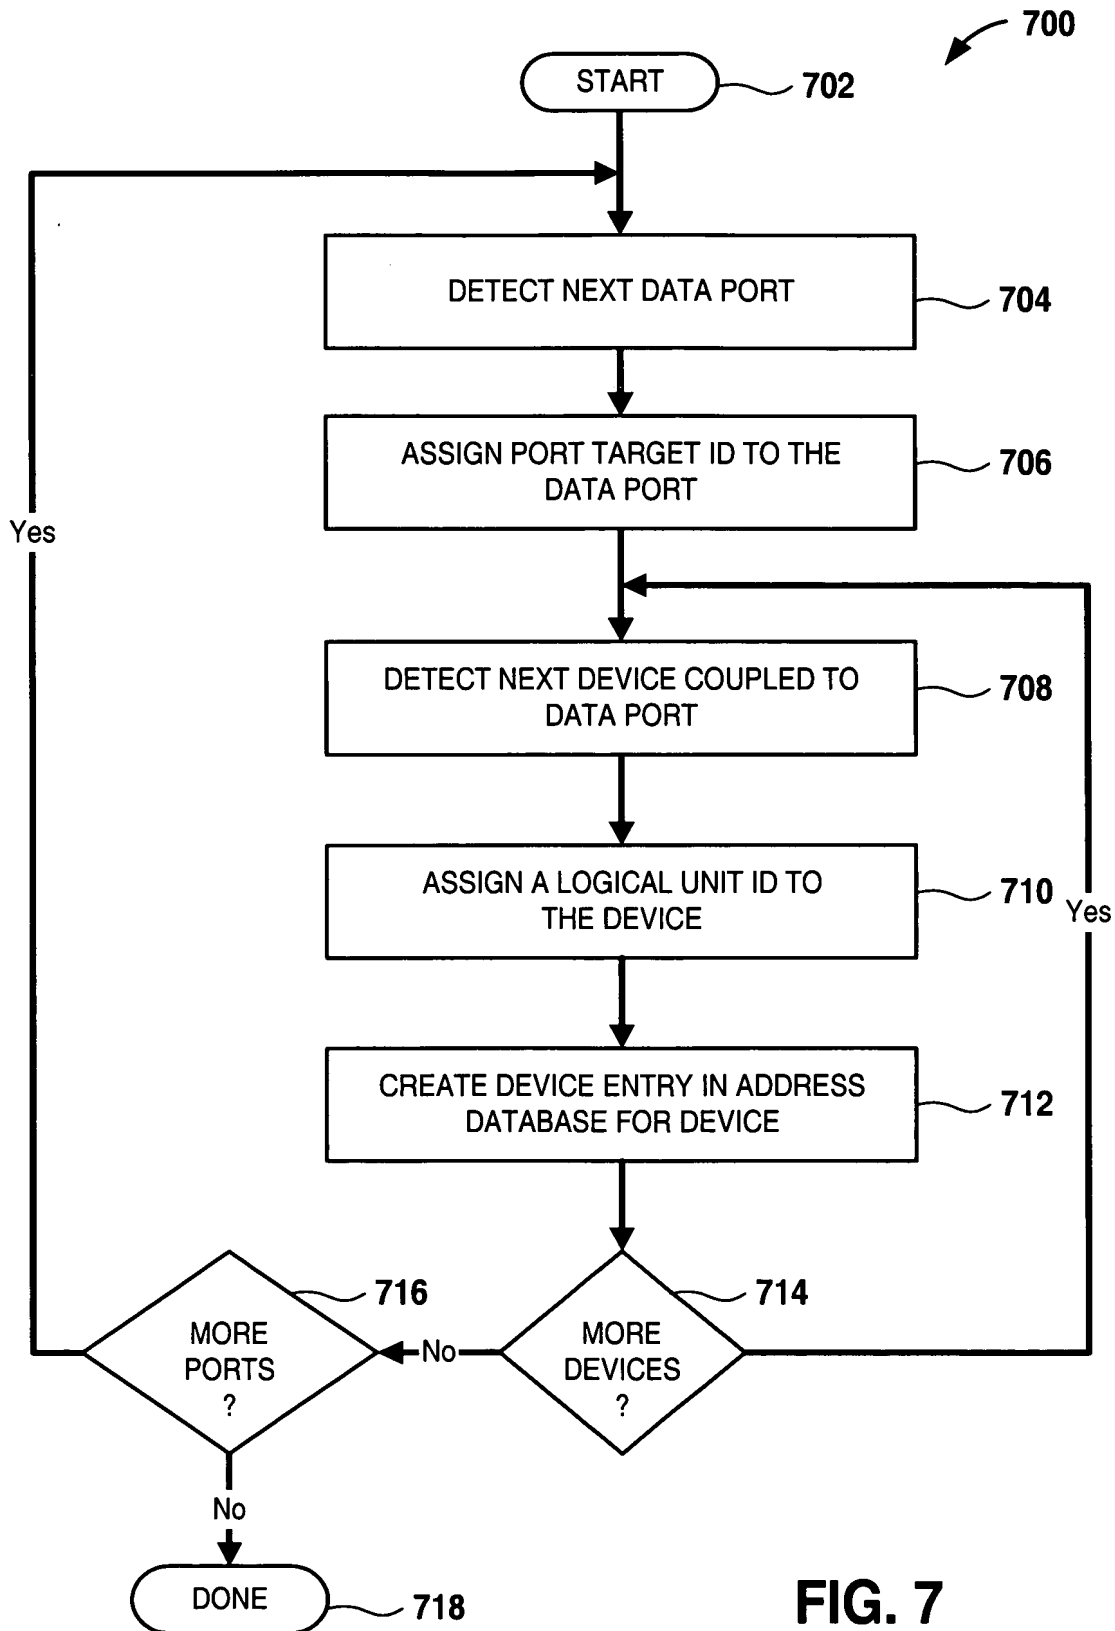 700
START
702
DETECT NEXT DATA PORT
704
ASSIGN PORT TARGET ID TO THE
DATA PORT
706
Yes
DETECT NEXT DEVICE COUPLED TO
DATA PORT
708
ASSIGN A LOGICAL UNIT ID TO
THE DEVICE
710
Yes
CREATE DEVICE ENTRY IN ADDRESS
DATABASE FOR DEVICE
712
716
714
MORE
PORTS
?
No
MORE
DEVICES
?
No
DONE
718
FIG. 7